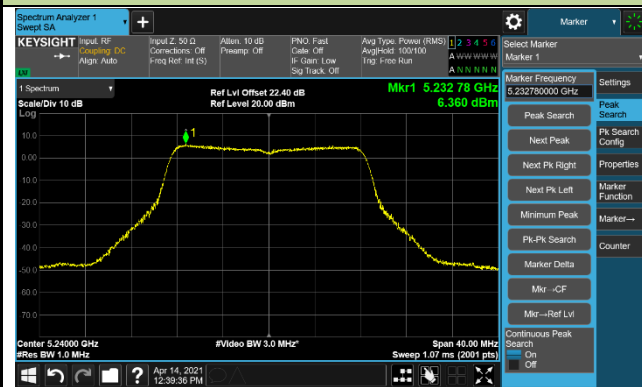 Spectrum Analyzer 1
Swept SA
Marker
KEYSIGHT
Input: RF
Coupling: DC
Align: Auto
Input Z: 50 Ω
Corrections: Off
Freq Ref: Int (S)
Atten: 10 dB
Preamp: Off
PNO: Fast
Gate: Off
IF Gain: Low
Sig Track: Off
Avg Type: Power (RMS)
Avg|Hold: 100/100
Trig: Free Run
1 2 3 4 5 6
A W W W W W
A N N N N N
Select Marker
Marker 1
1 Spectrum
Scale/Div 10 dB
Log
Ref Lvl Offset 22.40 dB
Ref Level 20.00 dBm
Mkr1 5.232 78 GHz
6.360 dBm
1
10.0
0.00
10.0
20.0
30.0
40.0
50.0
60.0
70.0
Center 5.24000 GHz
#Res BW 1.0 MHz
#Video BW 3.0 MHz*
Span 40.00 MHz
Sweep 1.07 ms (2001 pts)
Marker Frequency
5.232780000 GHz
Peak Search
Next Peak
Next Pk Right
Next Pk Left
Minimum Peak
Pk-Pk Search
Marker Delta
Mkr→CF
Mkr→Ref Lvl
Continuous Peak
Search
On
Off
Settings
Peak
Search
Pk Search
Config
Properties
Marker
Function
Marker→
Counter
Apr 14, 2021
12:39:36 PM